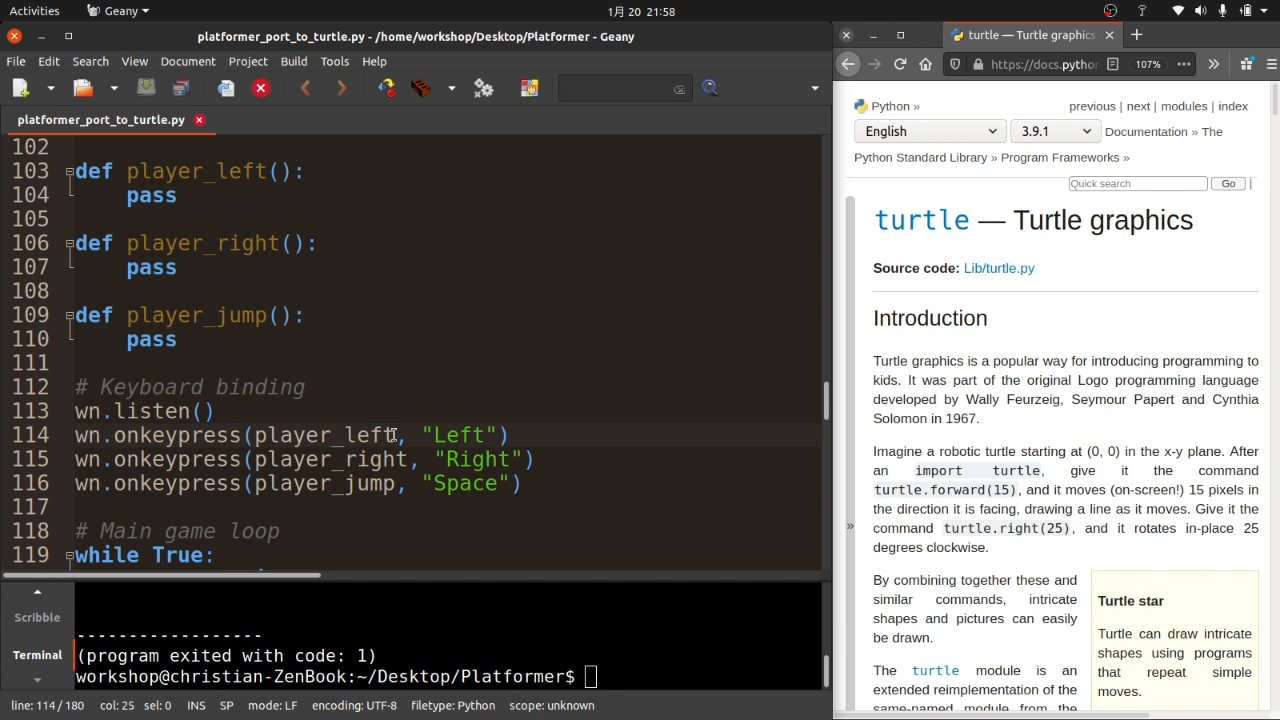 Activities
Geany
1月 20 21:58
platformer_port_to_turtle.py - /home/workshop/Desktop/Platformer - Geany
File Edit Search View Document Project Build Tools Help
platformer_port_to_turtle.py
102
103 def player_left():
104 pass
105
106 def player_right():
107 pass
108
109 def player_jump():
110 pass
111
112 # Keyboard binding
113 wn.listen()
114 wn.onkeypress(player_left, "Left")
115 wn.onkeypress(player_right, "Right")
116 wn.onkeypress(player_jump, "Space")
117
118 # Main game loop
119 while True:
Scribble
Terminal
------------------
(program exited with code: 1)
workshop@christian-ZenBook:~/Desktop/Platformer$
line: 114 / 180 col: 25 sel: 0 INS SP mode: LF encoding: UTF-8 filetype: Python scope: unknown
turtle — Turtle graphics
https://docs.pytho
107%
Python »
previous | next | modules | index
English 3.9.1 Documentation » The
Python Standard Library » Program Frameworks »
Quick search Go |
turtle — Turtle graphics
Source code: Lib/turtle.py
Introduction
Turtle graphics is a popular way for introducing programming to
kids. It was part of the original Logo programming language
developed by Wally Feurzeig, Seymour Papert and Cynthia
Solomon in 1967.
Imagine a robotic turtle starting at (0, 0) in the x-y plane. After
an import turtle, give it the command
turtle.forward(15), and it moves (on-screen!) 15 pixels in
the direction it is facing, drawing a line as it moves. Give it the
command turtle.right(25), and it rotates in-place 25
degrees clockwise.
By combining together these and
similar commands, intricate
shapes and pictures can easily
be drawn.
The turtle module is an
extended reimplementation of the
same-named module from the
Turtle star
Turtle can draw intricate
shapes using programs
that repeat simple
moves.